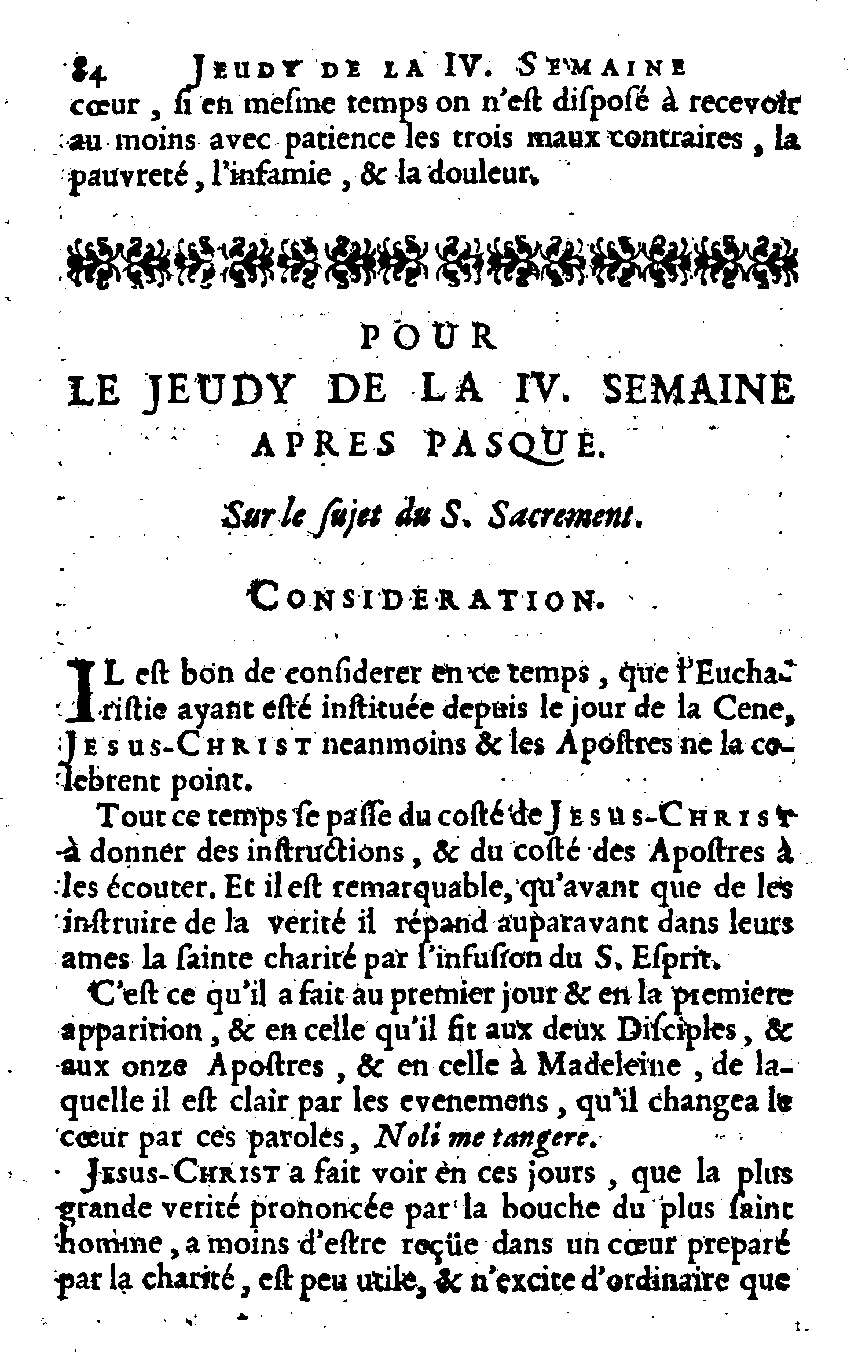 84 JEUDY DE LA IV. SEMAINE
cœur, ſi en meſme temps on n'eſt diſpoſé à recevoir
au moins avec patience les trois maux contraires, la
pauvreté, l'infamie, & la douleur.
POUR
LE JEUDY DE LA IV. SEMAINE
APRES PASQUE.
Sur le ſujet du S. Sacrement.
CONSIDERATION.
IL eſt bon de conſiderer en ce temps, que l'Eucha-
riſtie ayant eſté inſtituée depuis le jour de la Cene,
JESUS-CHRIST neanmoins & les Apoſtres ne la ce-
lebrent point.
Tout ce temps ſe paſſe du coſté de JESUS-CHRIST
à donner des inſtructions, & du coſté des Apoſtres à
les écouter. Et il eſt remarquable, qu'avant que de les
inſtruire de la verité il répand auparavant dans leurs
ames la ſainte charité par l'infuſion du S. Eſprit.
C'eſt ce qu'il a fait au premier jour & en la premiere
apparition, & en celle qu'il fit aux deux Diſciples, &
aux onze Apoſtres, & en celle à Madeleine, de la-
quelle il eſt clair par les evenemens, qu'il changea le
cœur par ces paroles, Noli me tangere.
JESUS-CHRIST a fait voir en ces jours, que la plus
grande verité prononcée par la bouche du plus ſaint
homme, a moins d'eſtre reçüe dans un cœur preparé
par la charité, eſt peu utile, & n'excite d'ordinaire que